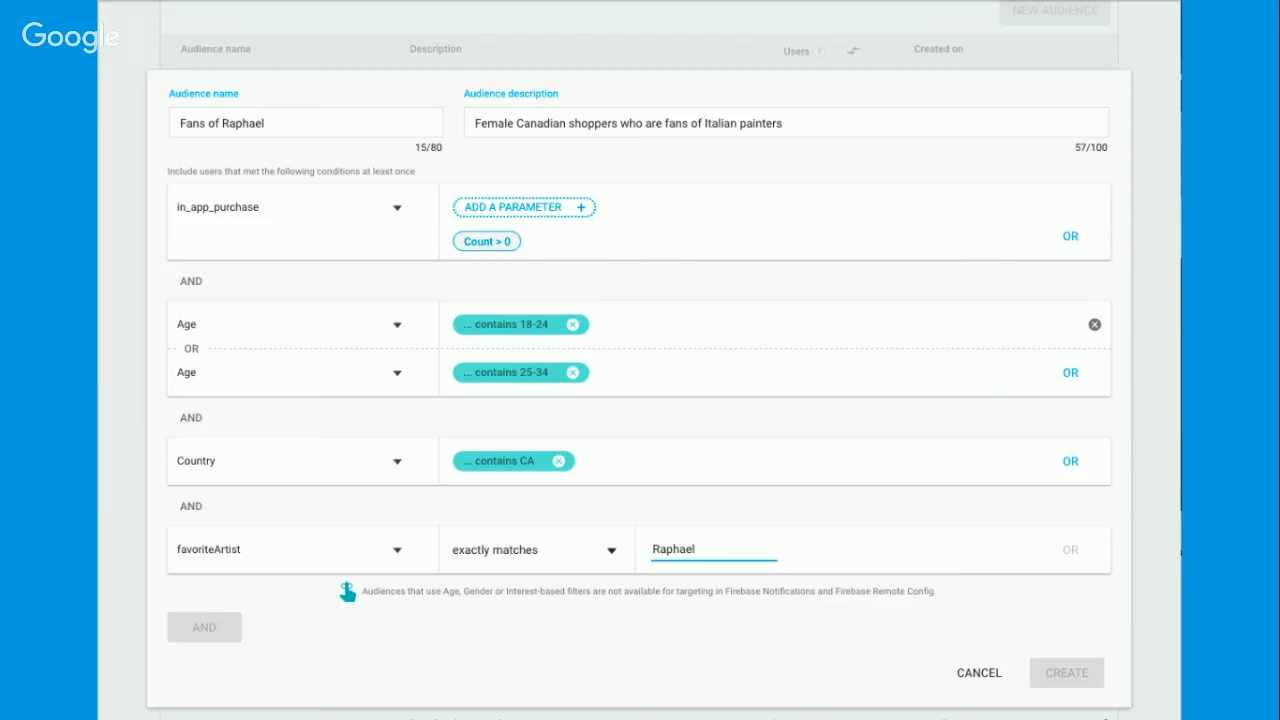 NEW AUDIENCE
Google
Audience name Description Users ? Created on
Audience name Audience description
Fans of Raphael Female Canadian shoppers who are fans of Italian painters
15/80 57/100
Include users that met the following conditions at least once
in_app_purchase ADD A PARAMETER +
Count > 0 OR
AND
Age ... contains 18-24
OR
Age ... contains 25-34 OR
AND
Country ... contains CA OR
AND
favoriteArtist exactly matches Raphael OR
Audiences that use Age, Gender or Interest-based filters are not available for targeting in Firebase Notifications and Firebase Remote Config.
AND
CANCEL CREATE